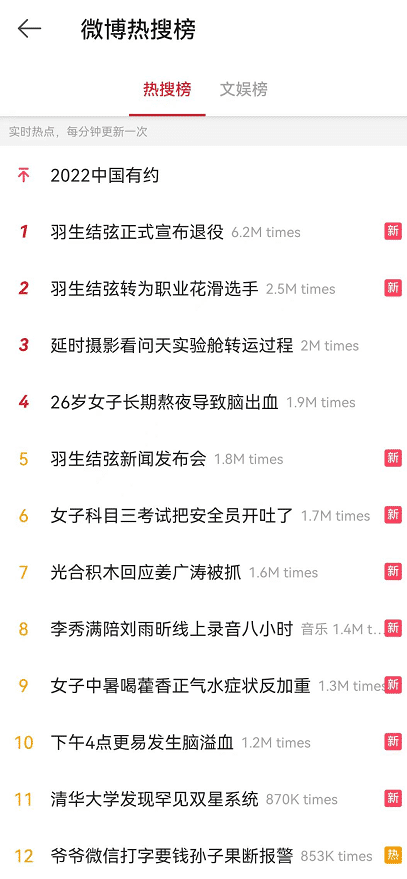 微博热搜榜
热搜榜 文娱榜
实时热点，每分钟更新一次
2022中国有约
1 羽生结弦正式宣布退役 6.2M times 新
2 羽生结弦转为职业花滑选手 2.5M times 新
3 延时摄影看问天实验舱转运过程 2M times
4 26岁女子长期熬夜导致脑出血 1.9M times
5 羽生结弦新闻发布会 1.8M times 新
6 女子科目三考试把安全员开吐了 1.7M times 新
7 光合积木回应姜广涛被抓 1.6M times 新
8 李秀满陪刘雨昕线上录音八小时 音乐 1.4M t... 新
9 女子中暑喝藿香正气水症状反加重 1.3M times 新
10 下午4点更易发生脑溢血 1.2M times 新
11 清华大学发现罕见双星系统 870K times 新
12 爷爷微信打字要钱孙子果断报警 853K times 热